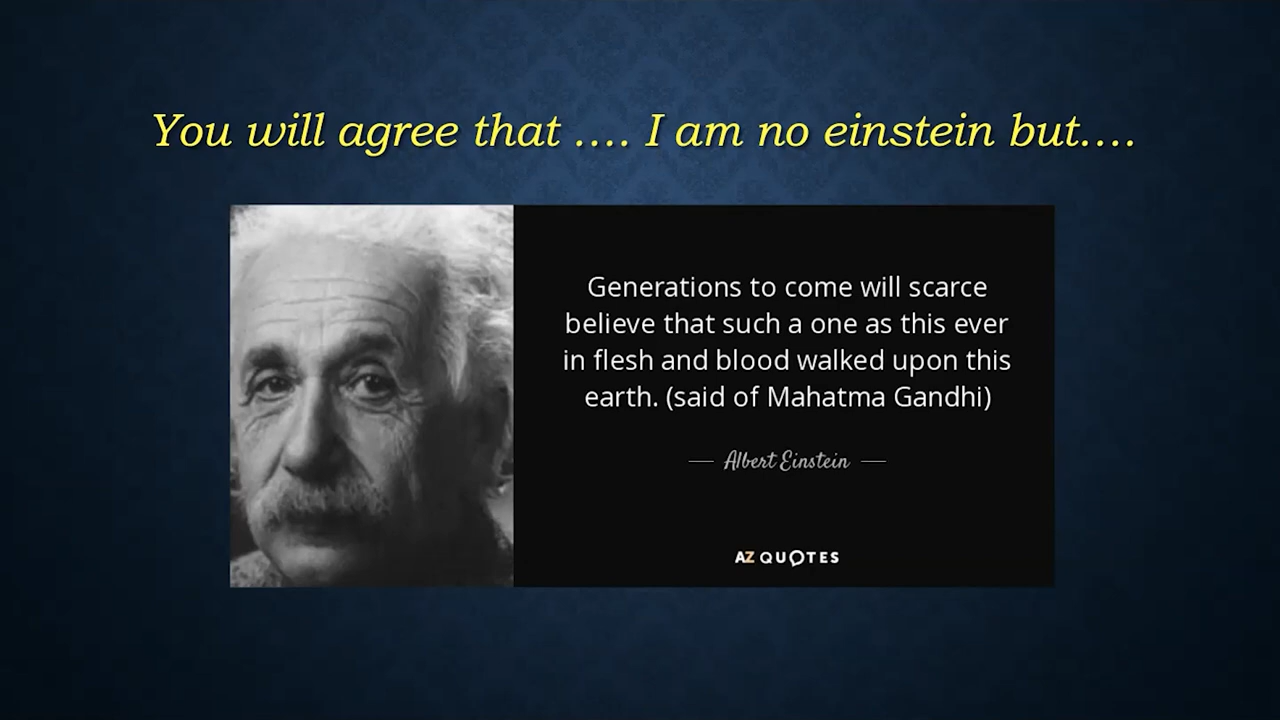 You will agree that .... I am no einstein but....
Generations to come will scarce
believe that such a one as this ever
in flesh and blood walked upon this
earth. (said of Mahatma Gandhi)
Albert Einstein
AZ QUOTES